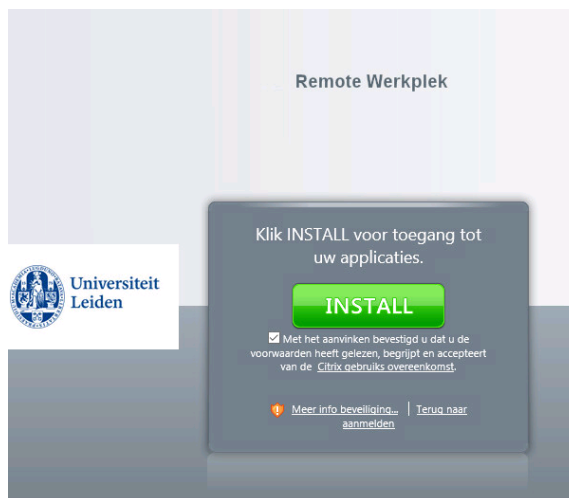 Remote Werkplek
Klik INSTALL voor toegang tot
uw applicaties.
Universiteit
Leiden
INSTALL
Met het aanvinken bevestigd u dat u de
voorwaarden heeft gelezen, begrijpt en accepteert
van de Citrix gebruiks overeenkomst.
Meer info beveiliging... | Terug naar
aanmelden